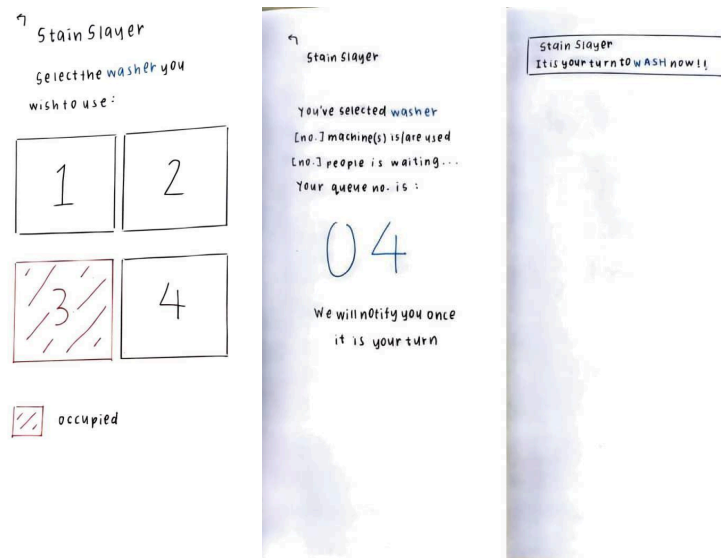 Stain Slayer
Select the washer you
wish to use:
1
2
3
4
occupied
Stain Slayer
You've selected washer
[no.] machine(s) is/are used
[no.] people is waiting...
Your queue no. is :
04
We will notify you once
it is your turn
Stain Slayer
It is your turn to WASH now!!